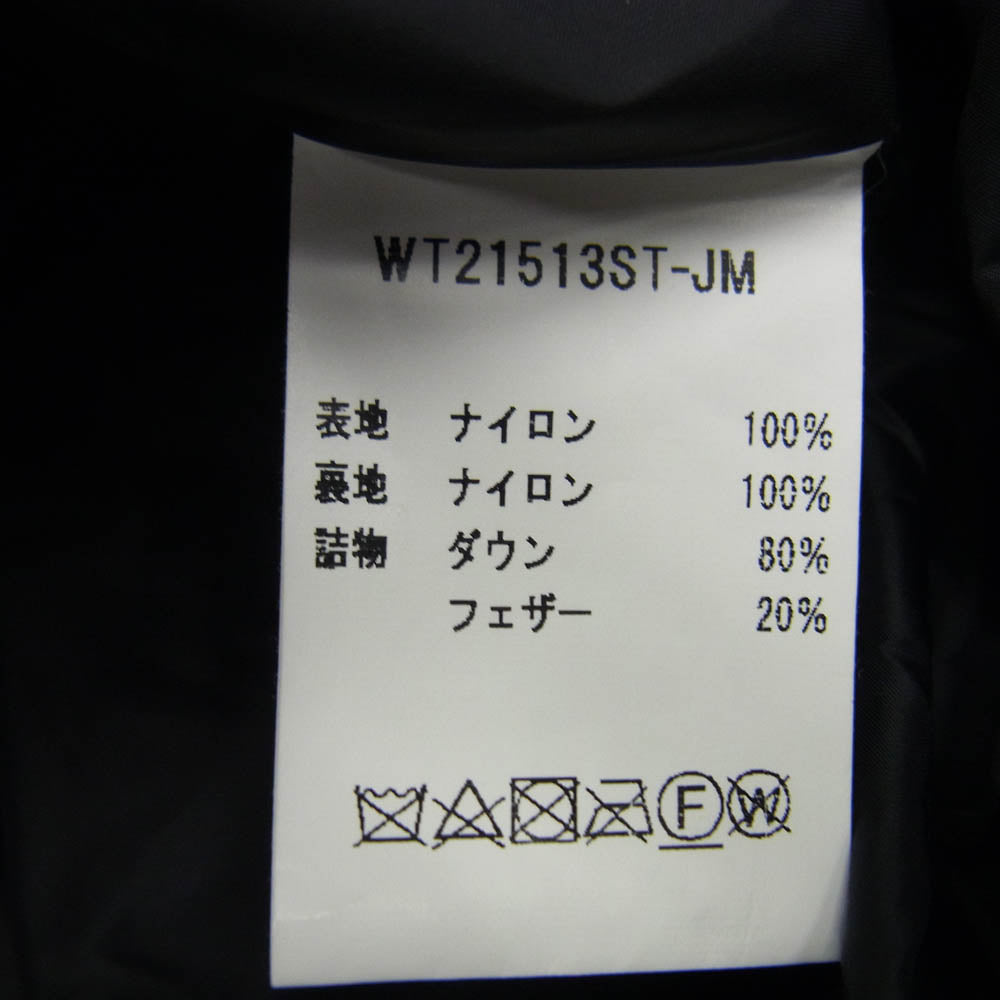 WT21513ST-JM
表地 ナイロン 100%
裏地 ナイロン 100%
詰物 ダウン 80%
フェザー 20%
F W